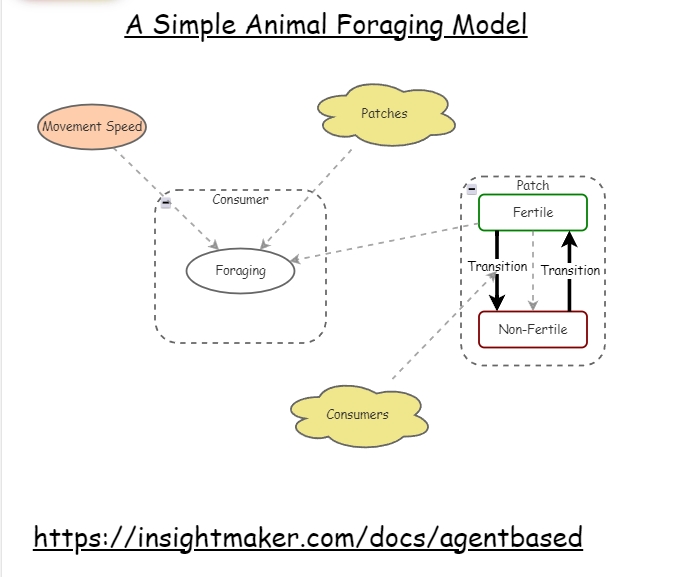 A Simple Animal Foraging Model
Movement Speed
Patches
Consumer
Foraging
Patch
Fertile
Transition
Transition
Non-Fertile
Consumers
https://insightmaker.com/docs/agentbased